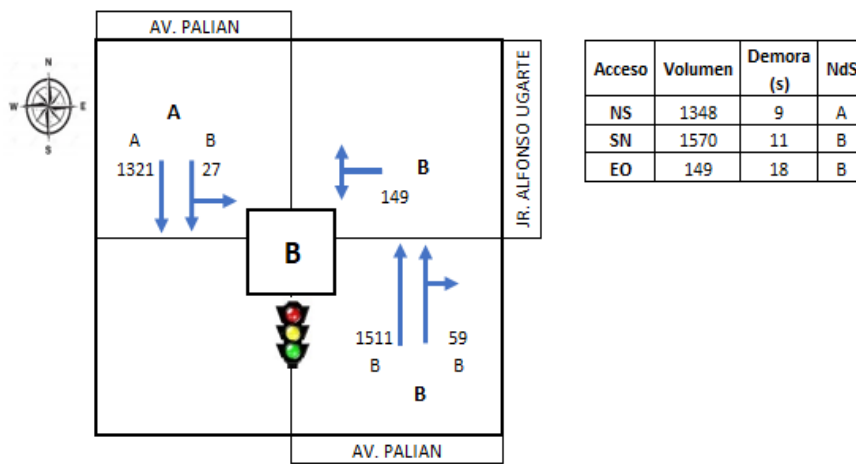 AV. PALIAN
N
W E
S
A
A B
1321 27
B
149
JR. ALFONSO UGARTE
B
1511 59
B B
B
AV. PALIAN
Acceso Volumen Demora (s) NdS
NS 1348 9 A
SN 1570 11 B
EO 149 18 B